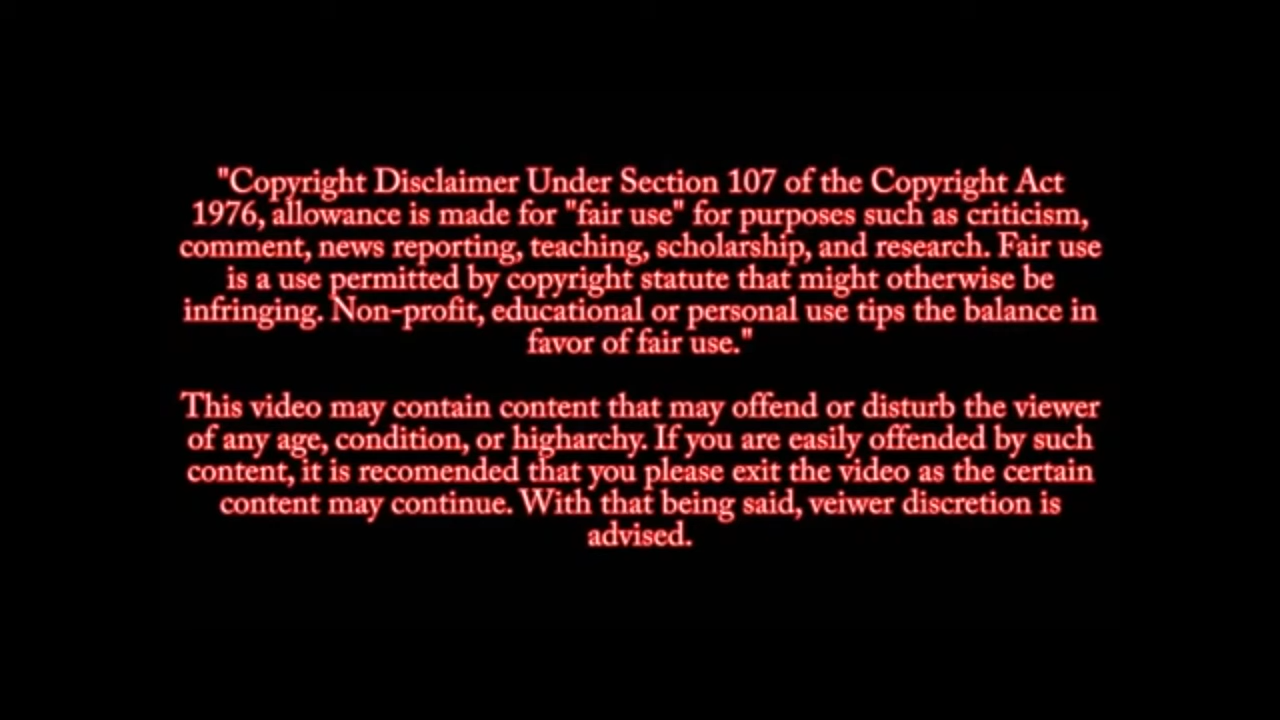 "Copyright Disclaimer Under Section 107 of the Copyright Act
1976, allowance is made for "fair use" for purposes such as criticism,
comment, news reporting, teaching, scholarship, and research. Fair use
is a use permitted by copyright statute that might otherwise be
infringing. Non-profit, educational or personal use tips the balance in
favor of fair use."
This video may contain content that may offend or disturb the viewer
of any age, condition, or higharchy. If you are easily offended by such
content, it is recomended that you please exit the video as the certain
content may continue. With that being said, veiwer discretion is
advised.